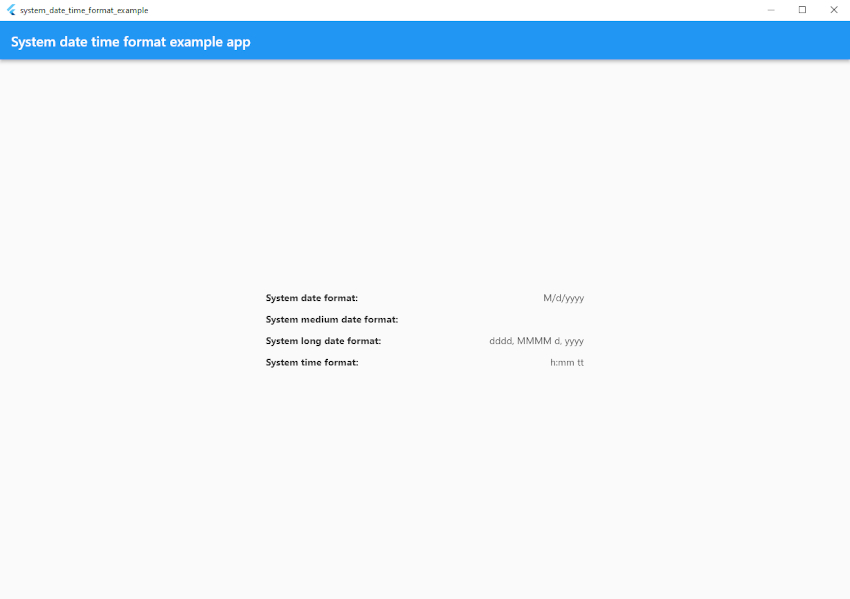 system_date_time_format_example
System date time format example app
System date format: M/d/yyyy
System medium date format:
System long date format: dddd, MMMM d, yyyy
System time format: h:mm tt